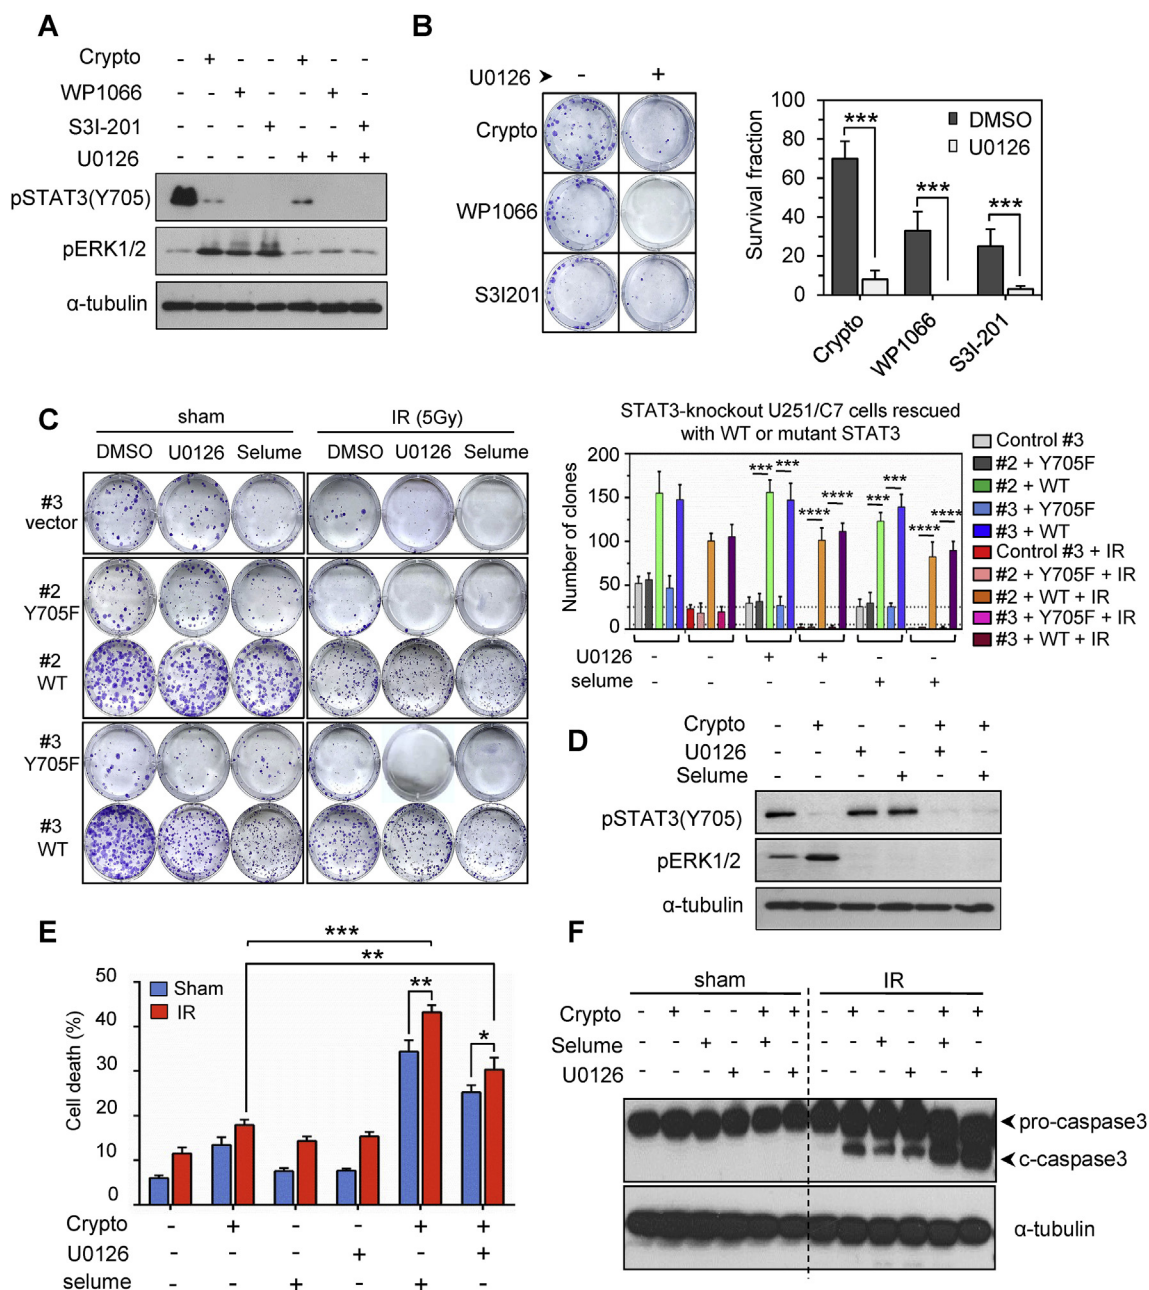 A
Crypto - + - - + - -
WP1066 - - + - - + -
S3I-201 - - - + - - +
U0126 - - - - + + +
pSTAT3(Y705)
pERK1/2
α-tubulin
B
U0126 - +
Crypto
WP1066
S3I201
Survival fraction
100
80
60
40
20
0
DMSO
U0126
***
***
***
Crypto
WP1066
S3I-201
C
sham IR (5Gy)
DMSO U0126 Selume DMSO U0126 Selume
#3
vector
#2
Y705F
#2
WT
#3
Y705F
#3
WT
STAT3-knockout U251/C7 cells rescued
with WT or mutant STAT3
Number of clones
200
150
100
50
0
*** *** **** **** *** *** **** ****
U0126 - - + + - -
selume - - - - + +
Control #3
#2 + Y705F
#2 + WT
#3 + Y705F
#3 + WT
Control #3 + IR
#2 + Y705F + IR
#2 + WT + IR
#3 + Y705F + IR
#3 + WT + IR
D
Crypto - + - - + +
U0126 - - + - + -
Selume - - - + - +
pSTAT3(Y705)
pERK1/2
α-tubulin
E
Cell death (%)
50
40
30
20
10
0
Sham
IR
***
**
**
*
Crypto - + - - + +
U0126 - - - + - +
selume - - + - + -
F
sham IR
Crypto - + - - + + - + - - + +
Selume - - + - + - - - + - + -
U0126 - - - + - + - - - + - +
pro-caspase3
c-caspase3
α-tubulin